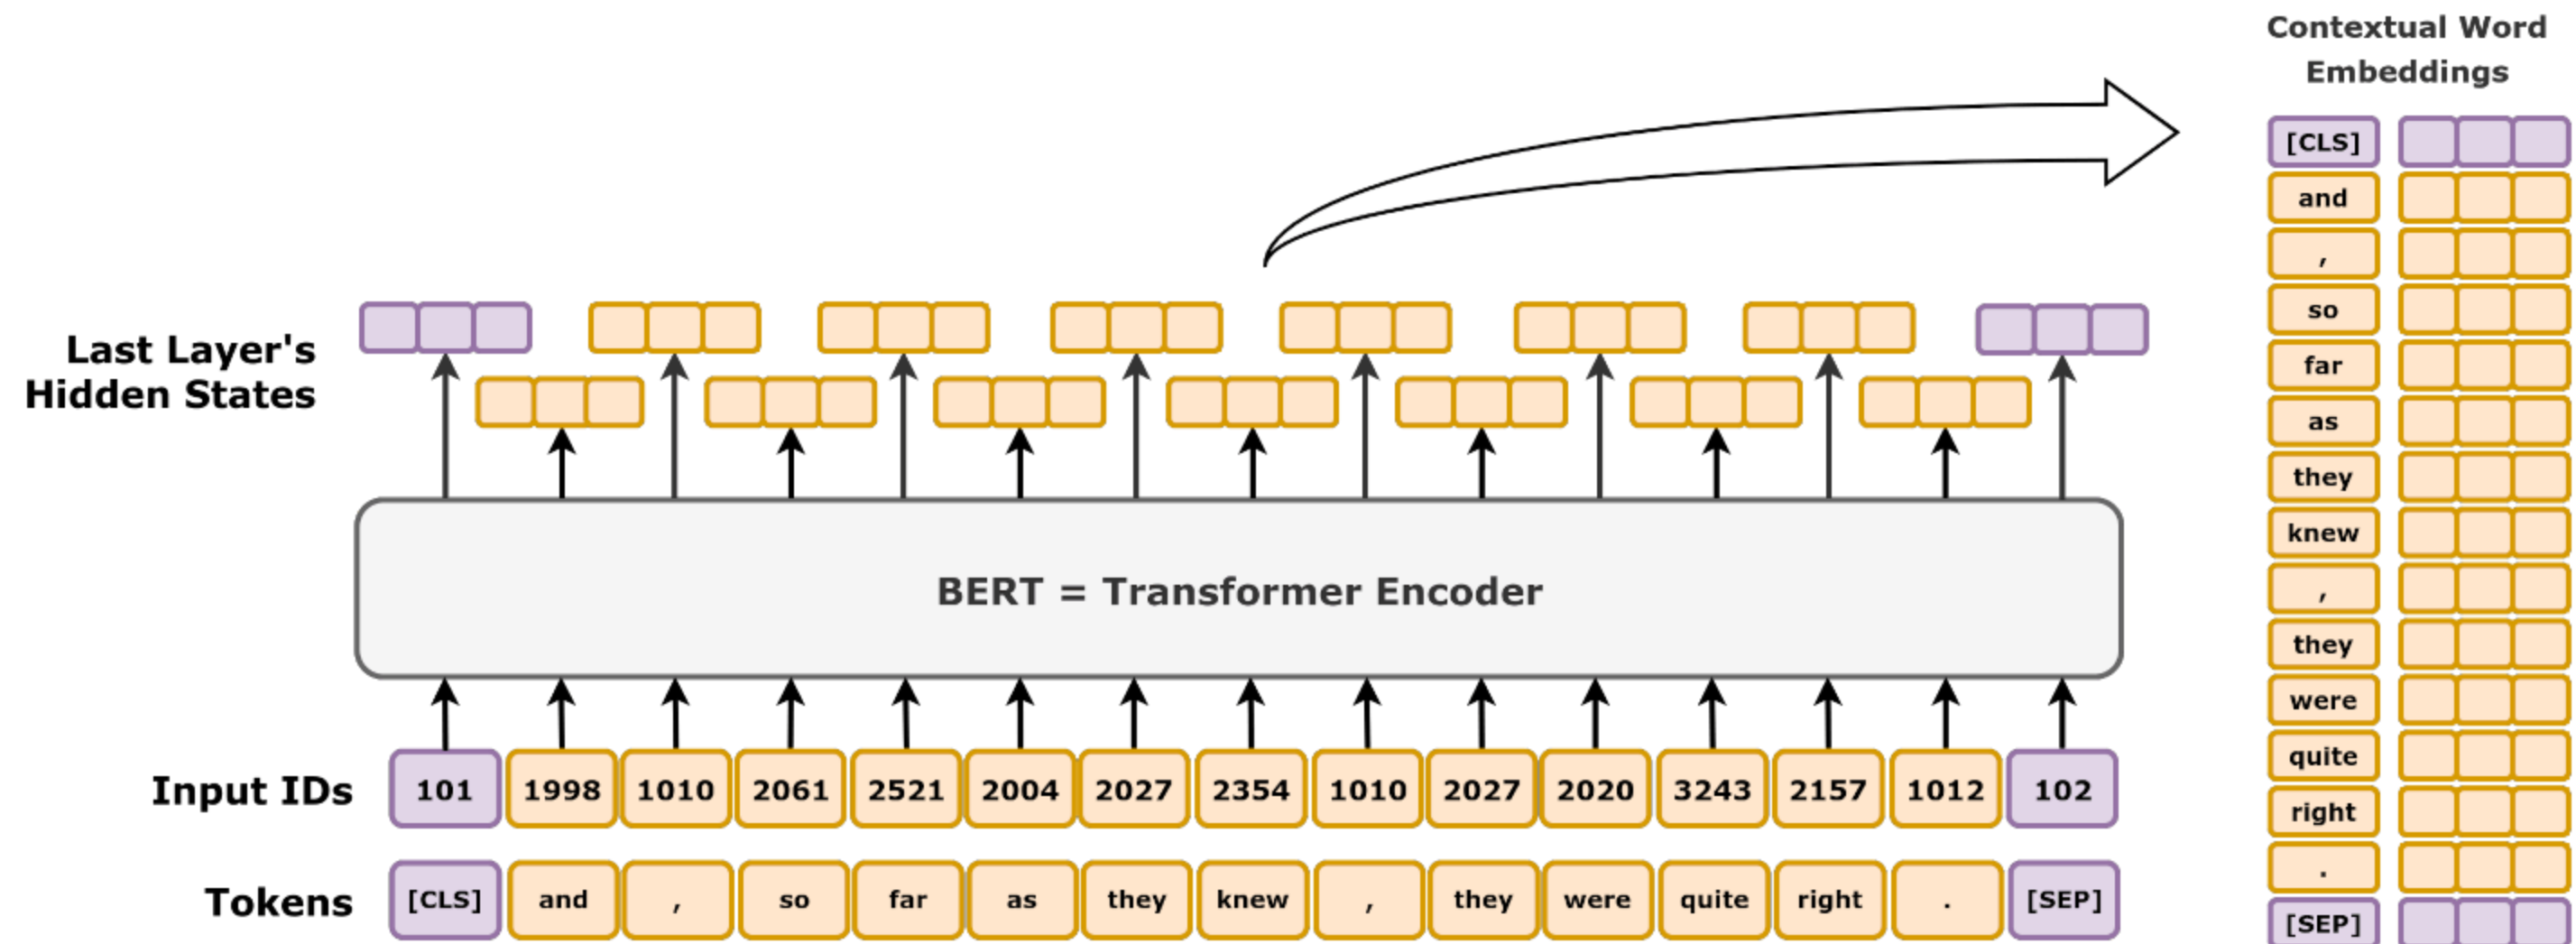 Contextual Word
Embeddings
[CLS]
and
,
so
far
as
they
knew
,
they
were
quite
right
.
[SEP]
Last Layer's
Hidden States
BERT = Transformer Encoder
Input IDs 101 1998 1010 2061 2521 2004 2027 2354 1010 2027 2020 3243 2157 1012 102
Tokens [CLS] and , so far as they knew , they were quite right . [SEP]